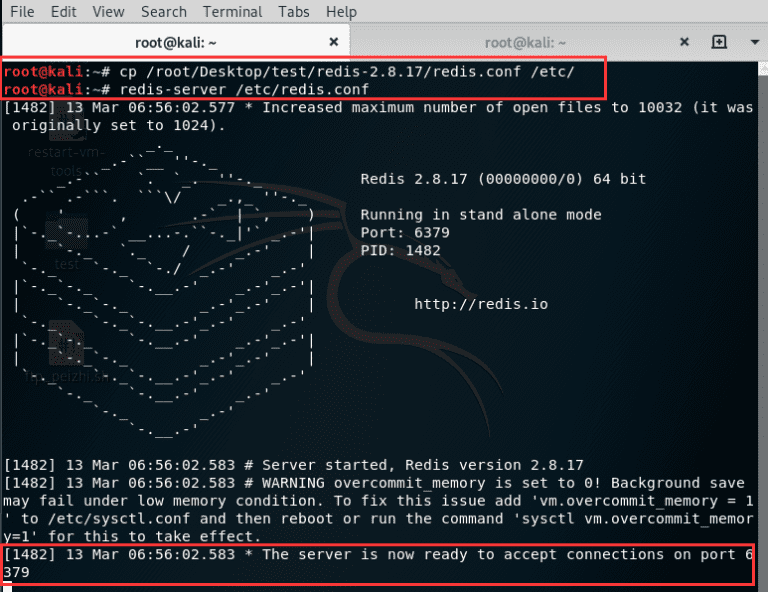 File Edit View Search Terminal Tabs Help
root@kali: ~ × root@kali: ~ ×
root@kali:~# cp /root/Desktop/test/redis-2.8.17/redis.conf /etc/
root@kali:~# redis-server /etc/redis.conf
[1482] 13 Mar 06:56:02.577 * Increased maximum number of open files to 10032 (it was
originally set to 1024).
restart-vm-
tools
Redis 2.8.17 (00000000/0) 64 bit
Running in stand alone mode
Port: 6379
PID: 1482
test
http://redis.io
[1482] 13 Mar 06:56:02.583 # Server started, Redis version 2.8.17
[1482] 13 Mar 06:56:02.583 # WARNING overcommit_memory is set to 0! Background save
may fail under low memory condition. To fix this issue add 'vm.overcommit_memory = 1
' to /etc/sysctl.conf and then reboot or run the command 'sysctl vm.overcommit_memor
y=1' for this to take effect.
[1482] 13 Mar 06:56:02.583 * The server is now ready to accept connections on port 6
379